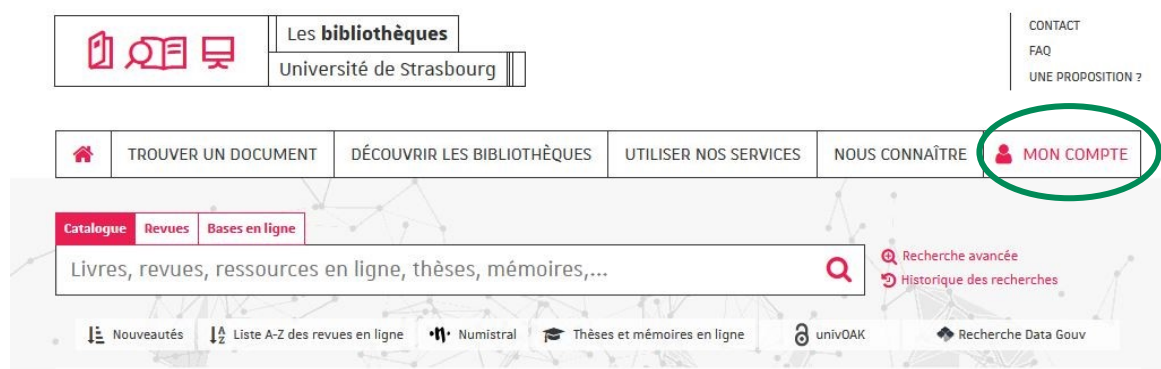 Les bibliothèques
Université de Strasbourg
CONTACT
FAQ
UNE PROPOSITION ?
TROUVER UN DOCUMENT DÉCOUVRIR LES BIBLIOTHÈQUES UTILISER NOS SERVICES NOUS CONNAÎTRE MON COMPTE
Catalogue Revues Bases en ligne
Livres, revues, ressources en ligne, thèses, mémoires,...
Recherche avancée
Historique des recherches
Nouveautés Liste A-Z des revues en ligne Numistral Thèses et mémoires en ligne univOAK Recherche Data Gouv